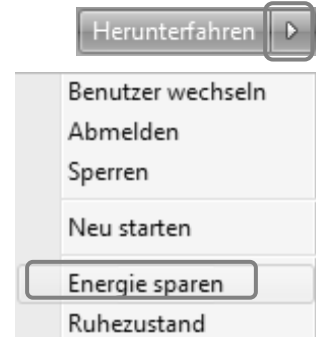 Herunterfahren
Benutzer wechseln
Abmelden
Sperren
Neu starten
Energie sparen
Ruhezustand